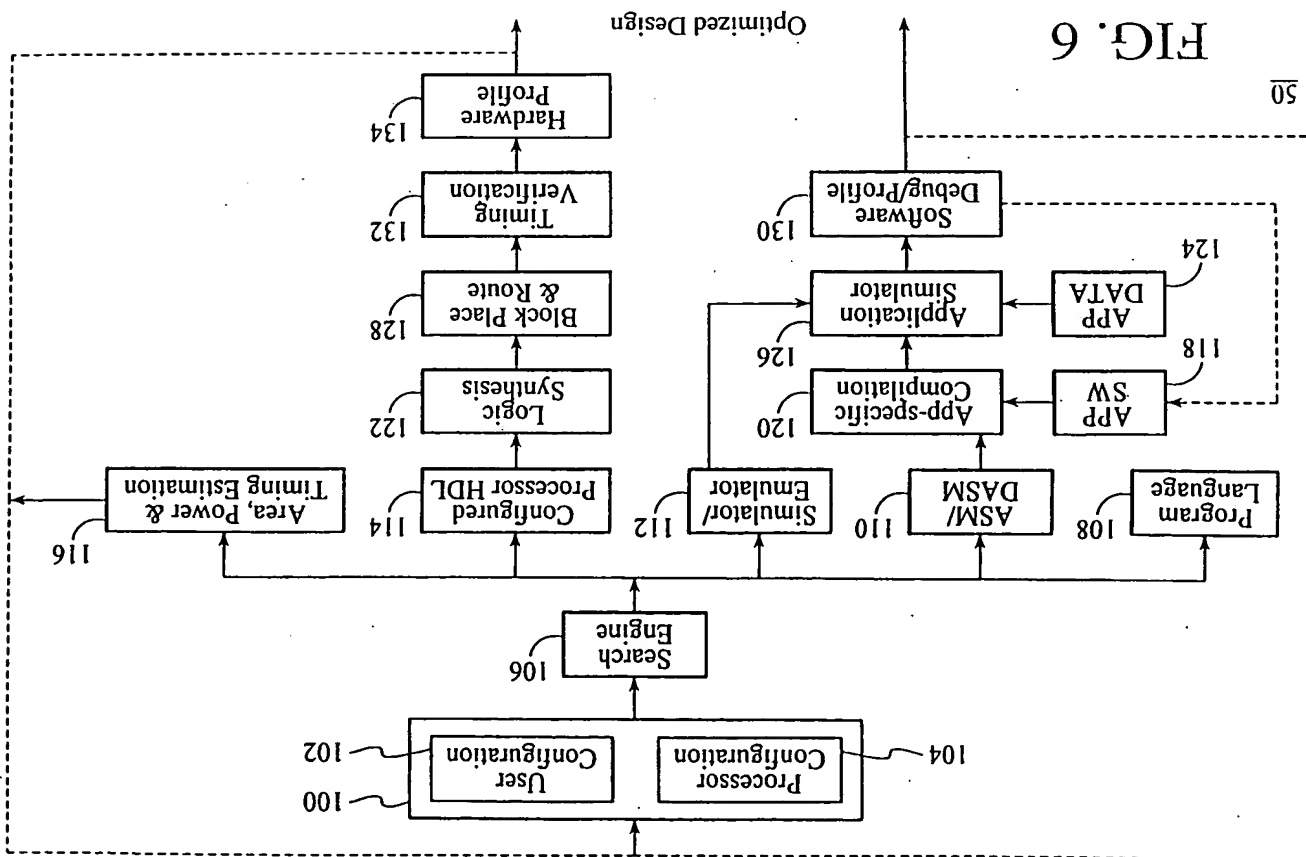 100
104
Processor
Configuration
User
Configuration
102
Search
Engine
106
Program
Language
108
ASM/
DASM
110
Simulator/
Emulator
112
Configured
Processor HDL
114
Area, Power &
Timing Estimation
116
APP
SW
118
App-specific
Compilation
120
Logic
Synthesis
122
APP
DATA
124
Application
Simulator
126
Block Place
& Route
128
Software
Debug/Profile
130
Timing
Verification
132
Hardware
Profile
134
50
FIG. 6
Optimized Design